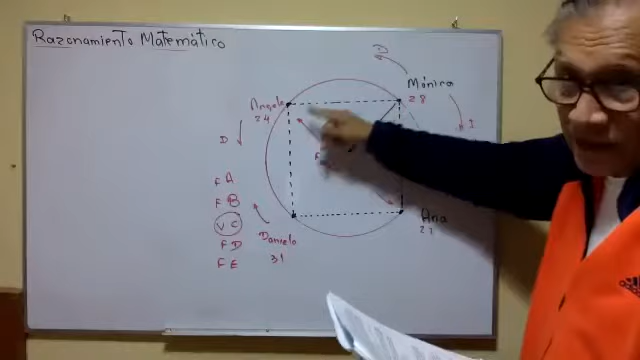 Razonamiento Matemático
D
Mónica
28
I
Angela
24
D
F A
F B
V C
F D
F E
Daniela
31
Ana
21
F